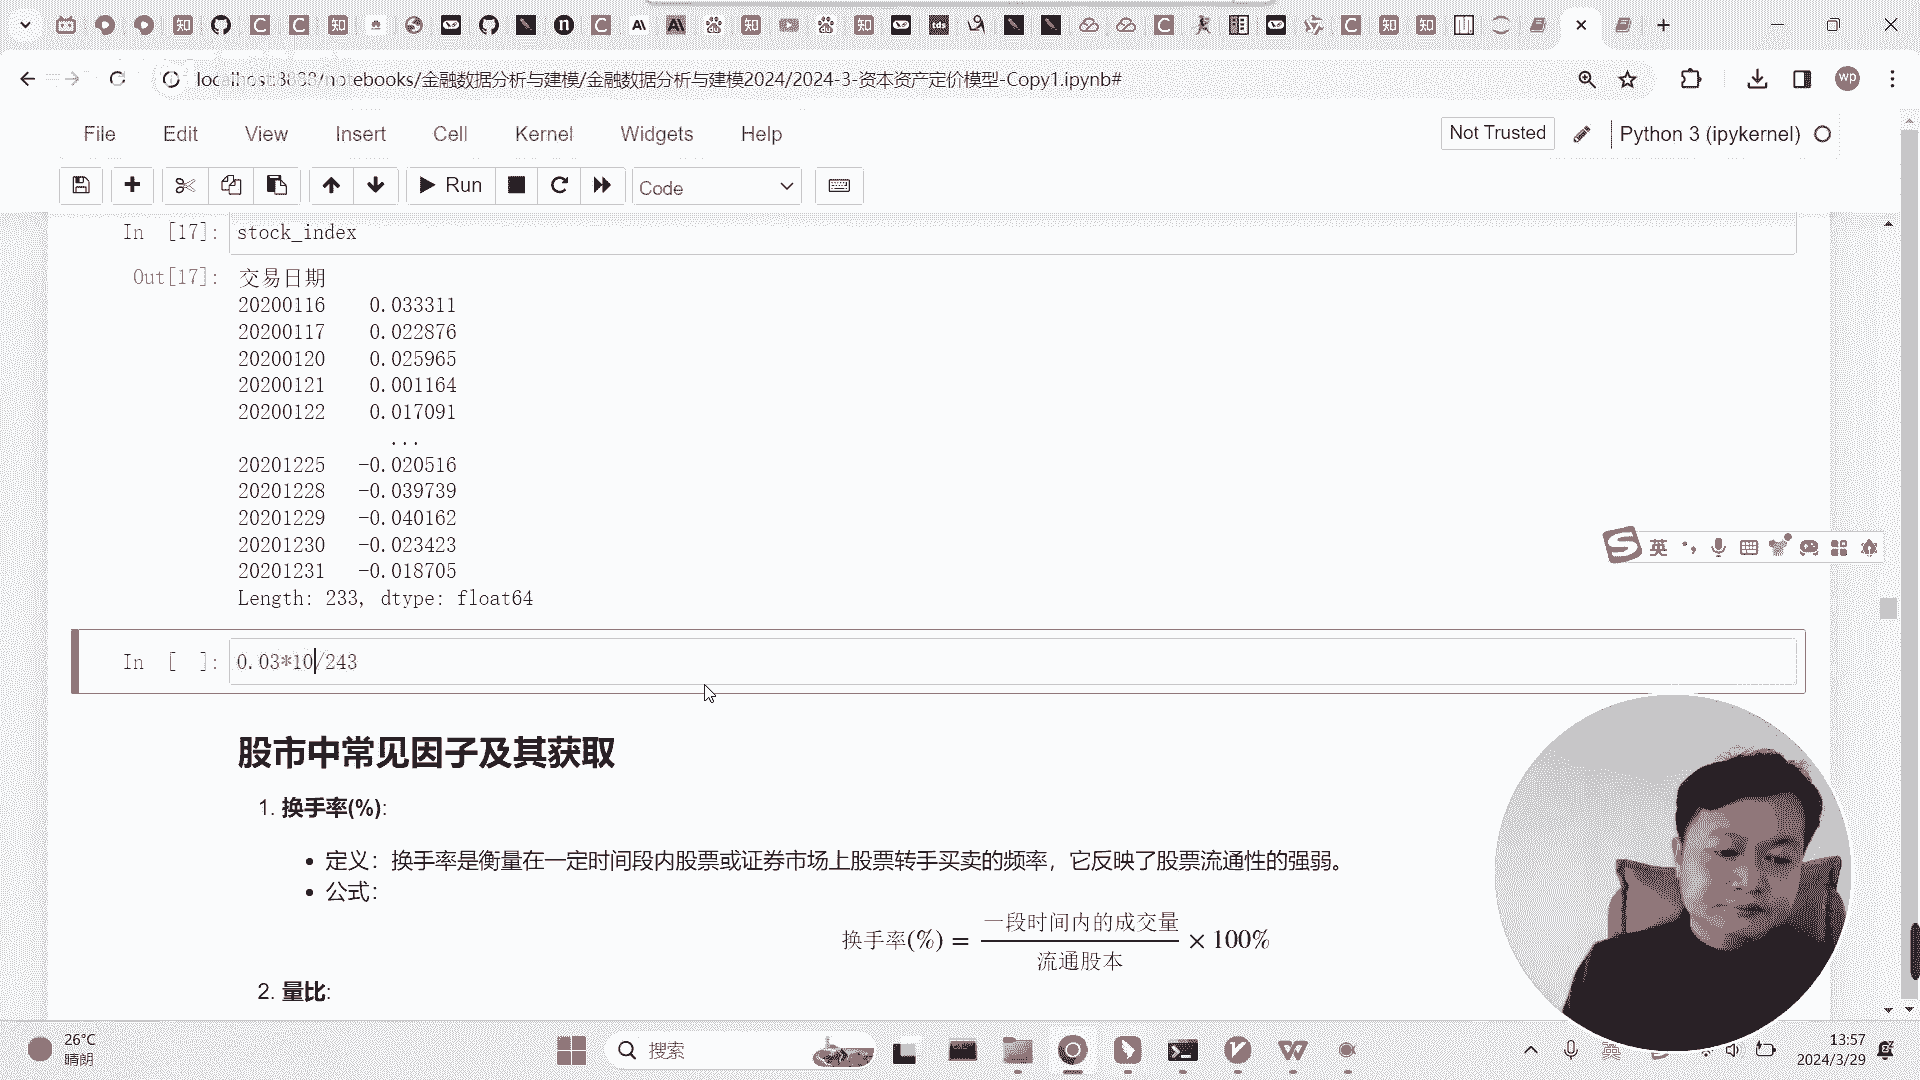 localhost:8888/notebooks/金融数据分析与建模/金融数据分析与建模2024/2024-3-资本资产定价模型-Copy1.ipynb#
wp
File Edit View Insert Cell Kernel Widgets Help
Not Trusted
Python 3 (ipykernel)
Run
Code
In [17]: stock_index
Out[17]: 交易日期
20200116 0.033311
20200117 0.022876
20200120 0.025965
20200121 0.001164
20200122 0.017091
...
20201225 -0.020516
20201228 -0.039739
20201229 -0.040162
20201230 -0.023423
20201231 -0.018705
Length: 233, dtype: float64
英
In [ ]: 0.03*10/243
股市中常见因子及其获取
1. 换手率(%):
• 定义：换手率是衡量在一定时间段内股票或证券市场上股票转手买卖的频率，它反映了股票流通性的强弱。
• 公式：
换手率(%) = 一段时间内的成交量 / 流通股本 × 100%
2. 量比:
26°C
晴朗
搜索
英
13:57
2024/3/29